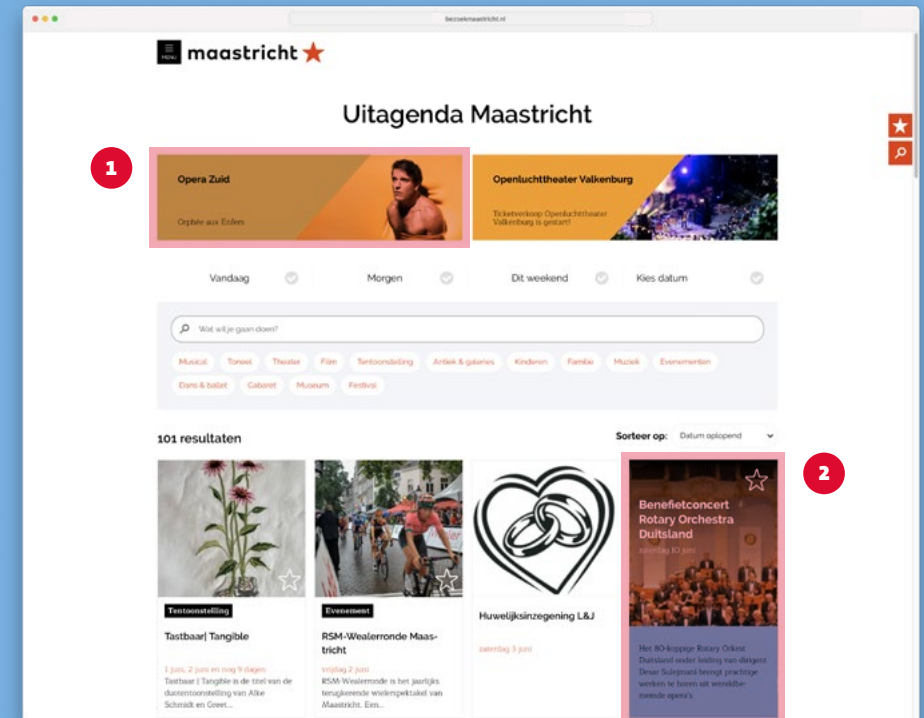 bezoekmaastricht.nl
MENU
maastricht
Uitagenda Maastricht
1
Opera Zuid
Orphée aux Enfers
Openluchttheater Valkenburg
Ticketverkoop Openluchttheater
Valkenburg is gestart!
Vandaag
Morgen
Dit weekend
Kies datum
Wat wil je gaan doen?
Musical
Toneel
Theater
Film
Tentoonstelling
Antiek & galeries
Kinderen
Familie
Muziek
Evenementen
Dans & ballet
Cabaret
Museum
Festival
101 resultaten
Sorteer op:
Datum oplopend
Tentoonstelling
Tastbaar| Tangible
1 juni, 2 juni en nog 9 dagen
Tastbaar | Tangible is de titel van de
duotentoonstelling van Alke
Schmidt en Greet...
Evenement
RSM-Wealerronde Maas-
tricht
vrijdag 2 juni
RSM-Wealerronde is het jaarlijks
terugkerende wielerspektakel van
Maastricht. Een...
Huwelijksinzegening L&J
zaterdag 3 juni
2
Benefietconcert
Rotary Orchestra
Duitsland
zaterdag 10 juni
Het 80-koppige Rotary Orkest
Duitsland onder leiding van dirigent
Desar Sulejmani brengt prachtige
werken te horen uit wereldbe-
roemde opera's.